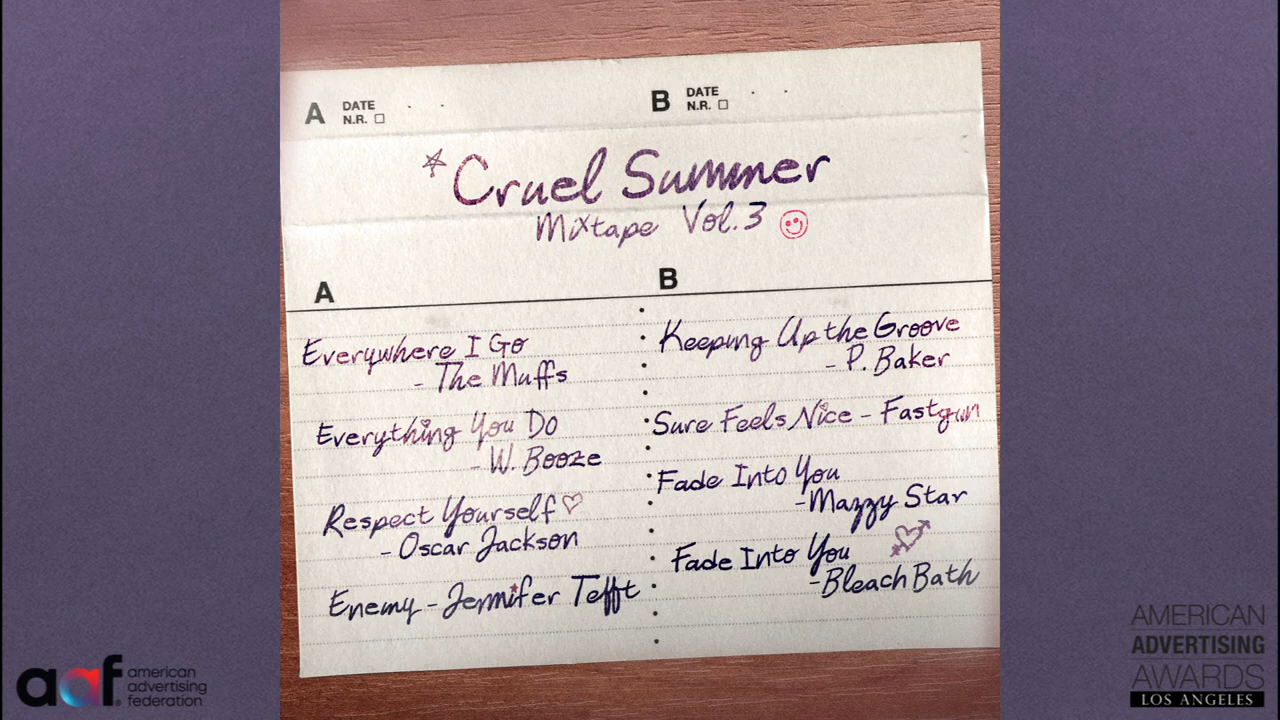 A DATE
N.R.
B DATE
N.R.
Cruel Summer
Mixtape Vol.3
A
Everywhere I Go
- The Muffs
Everything You Do
- W. Booze
Respect Yourself
- Oscar Jackson
Enemy - Jennifer Tefft
B
Keeping Up the Groove
- P. Baker
Sure Feels Nice - Fastgun
Fade Into You
- Mazzy Star
Fade Into You
- Bleach Bath
aaf
american
advertising
federation
AMERICAN
ADVERTISING
AWARDS
LOS ANGELES